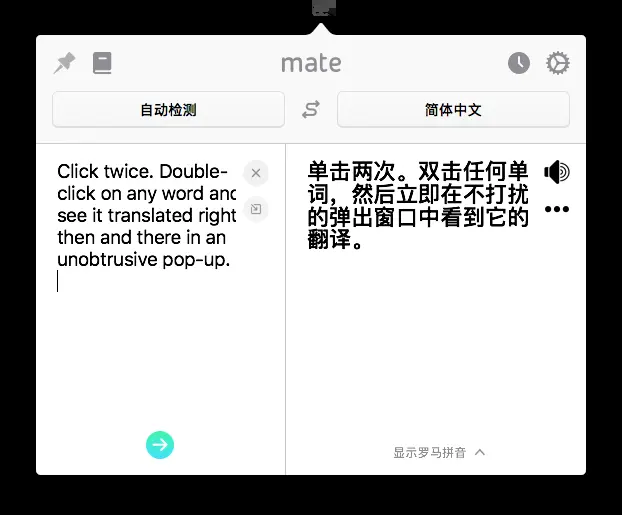 mate
自动检测
简体中文
Click twice. Double-
click on any word and
see it translated right
then and there in an
unobtrusive pop-up.
单击两次。双击任何单
词，然后立即在不打扰
的弹出窗口中看到它的
翻译。
显示罗马拼音